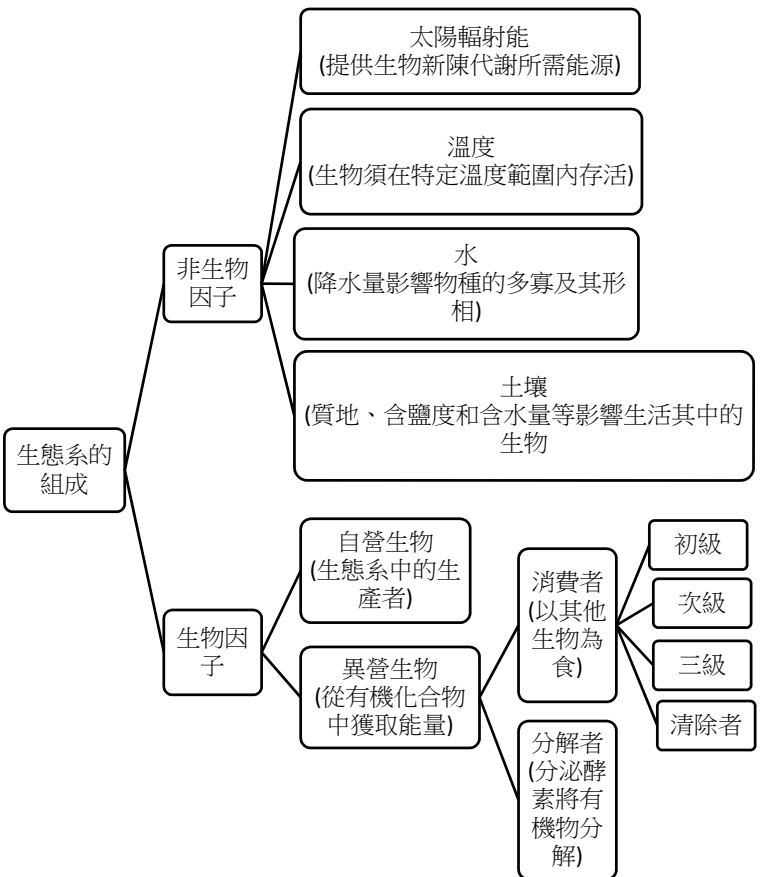 生態系的
組成
非生物
因子
太陽輻射能
(提供生物新陳代謝所需能源)
溫度
(生物須在特定溫度範圍內存活)
水
(降水量影響物種的多寡及其形
相)
土壤
(質地、含鹽度和含水量等影響生活其中的
生物
生物因
子
自營生物
(生態系中的生
產者)
異營生物
(從有機化合物
中獲取能量)
消費者
(以其他
生物為
食)
初級
次級
三級
清除者
分解者
(分泌酵
素將有
機物分
解)